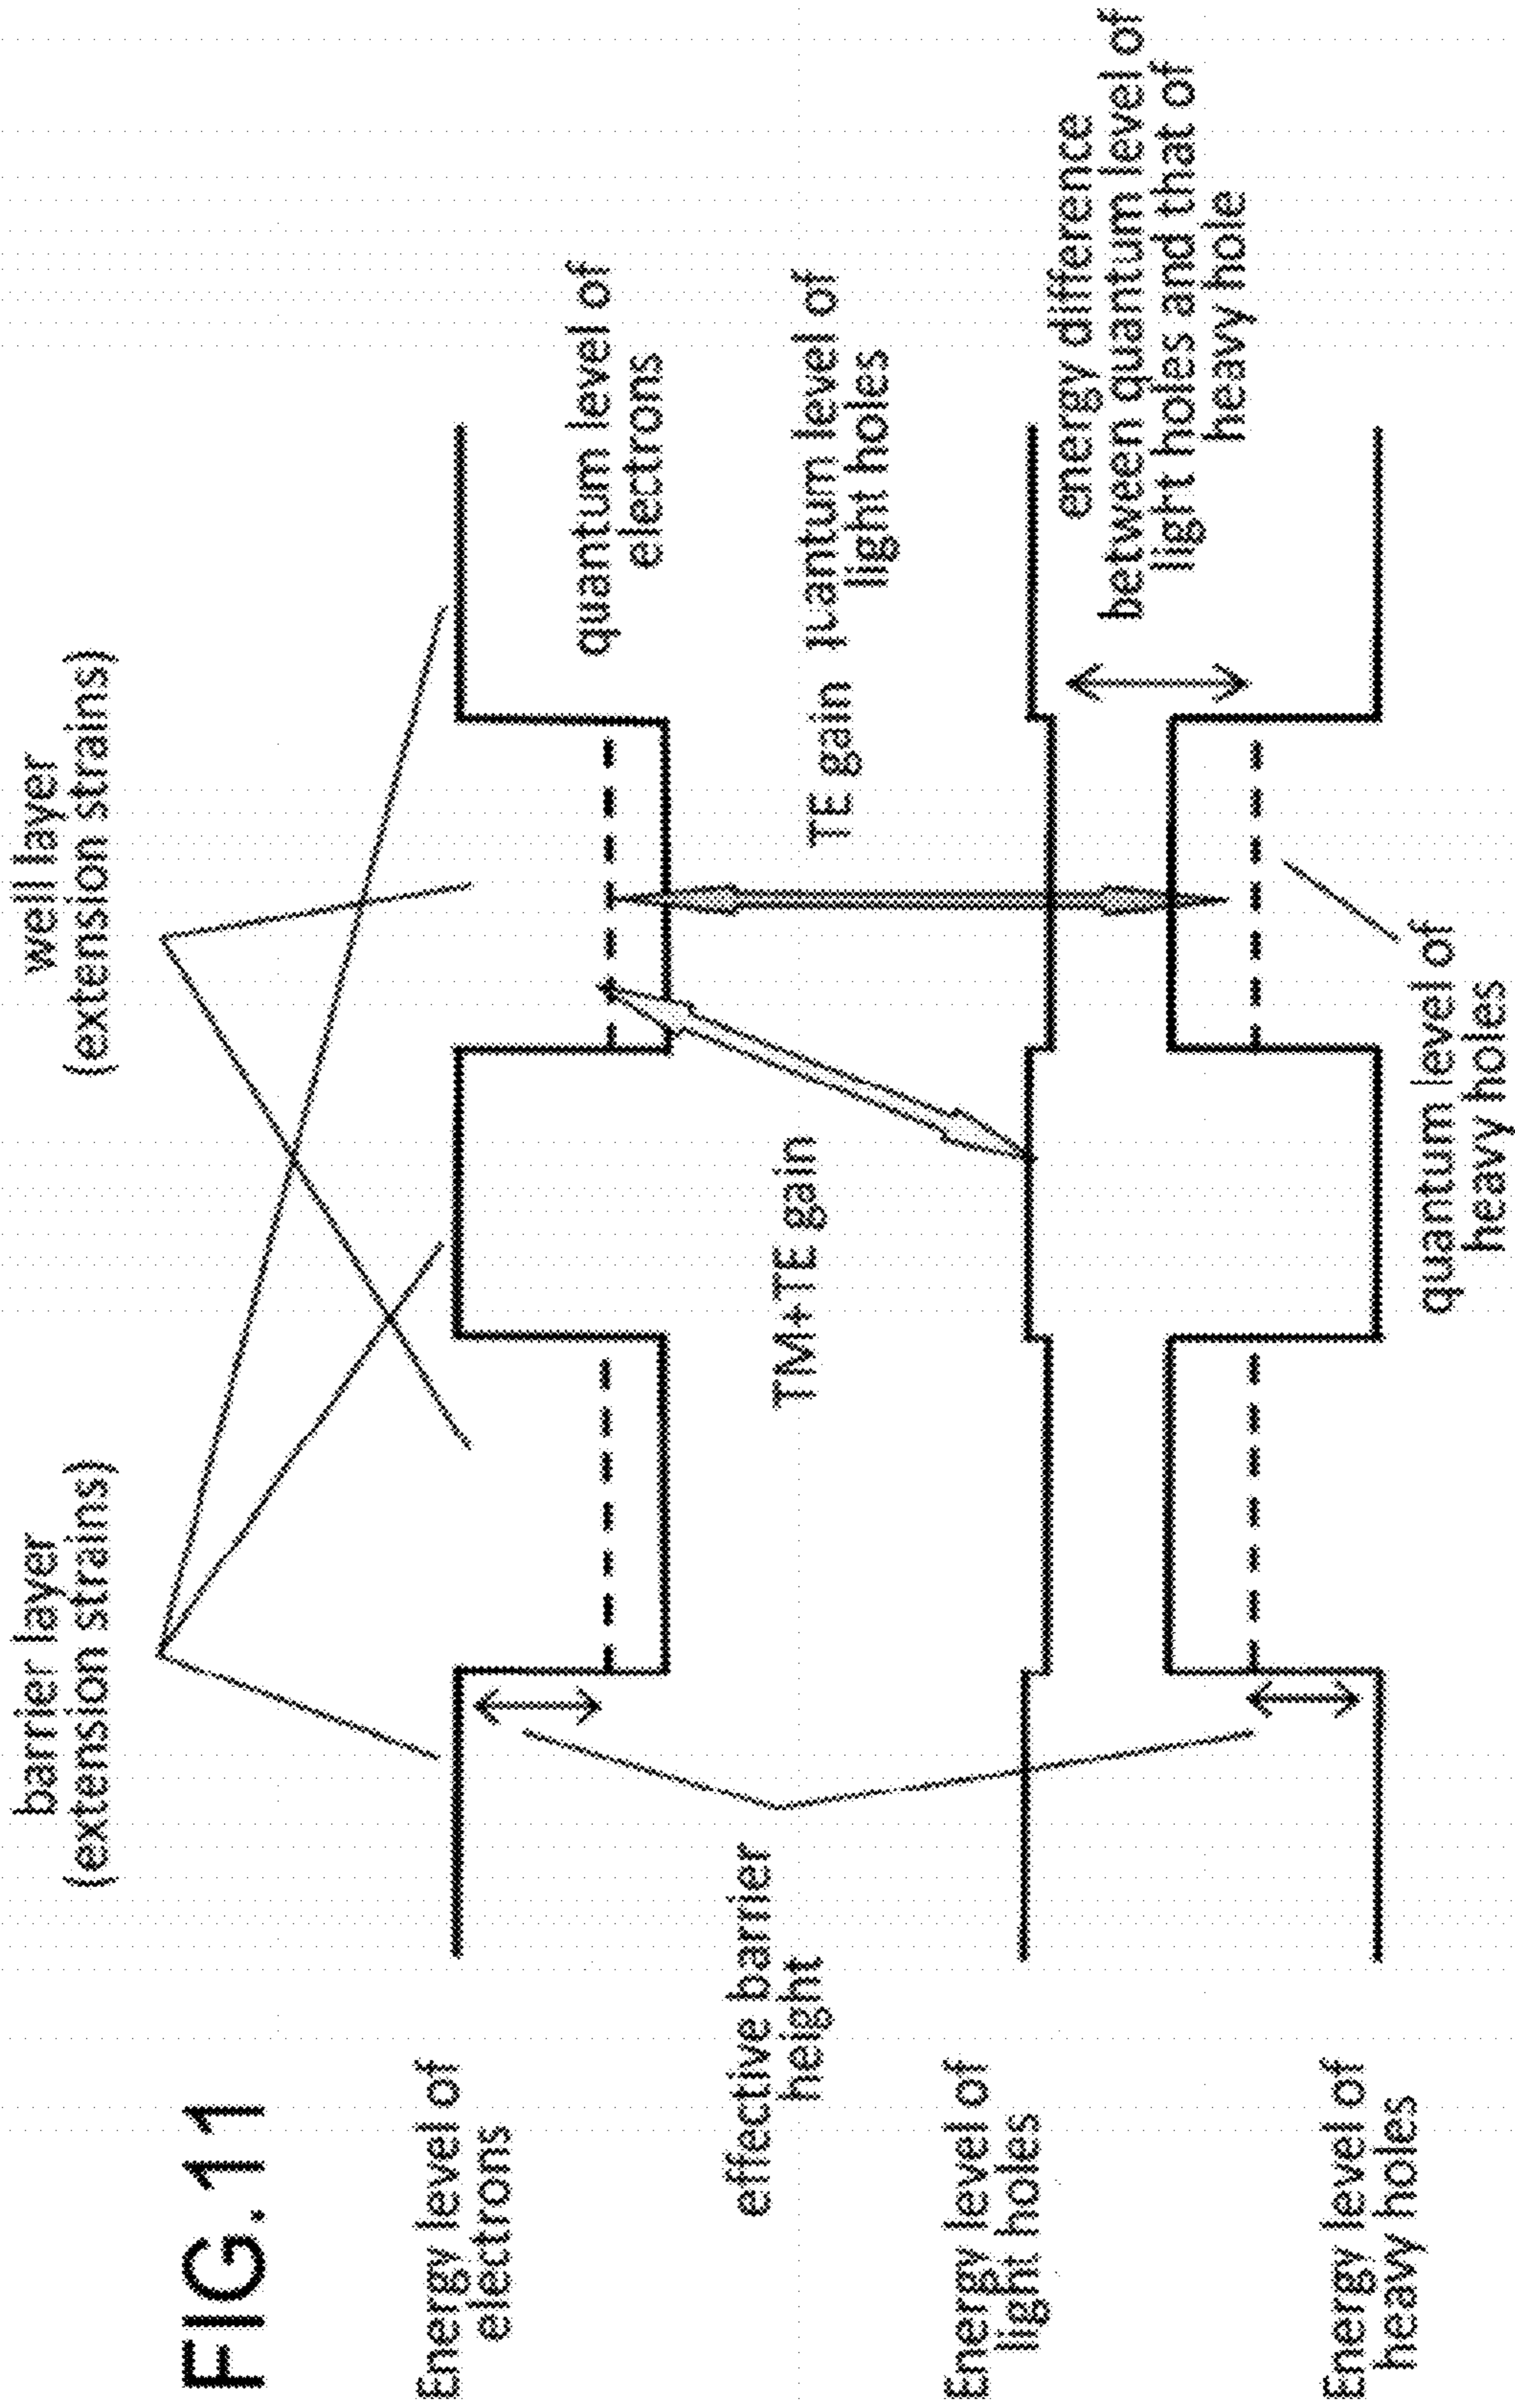 FIG.11
barrier layer
(extension strains)
well layer
(extension strains)
Energy level of
electrons
quantum level of
electrons
effective barrier
height
TM+TE gain
TE gain
level of
light holes
Energy level of
light holes
energy difference
between quantum level of
light holes and that of
heavy hole
Energy level of
heavy holes
quantum level of
heavy holes